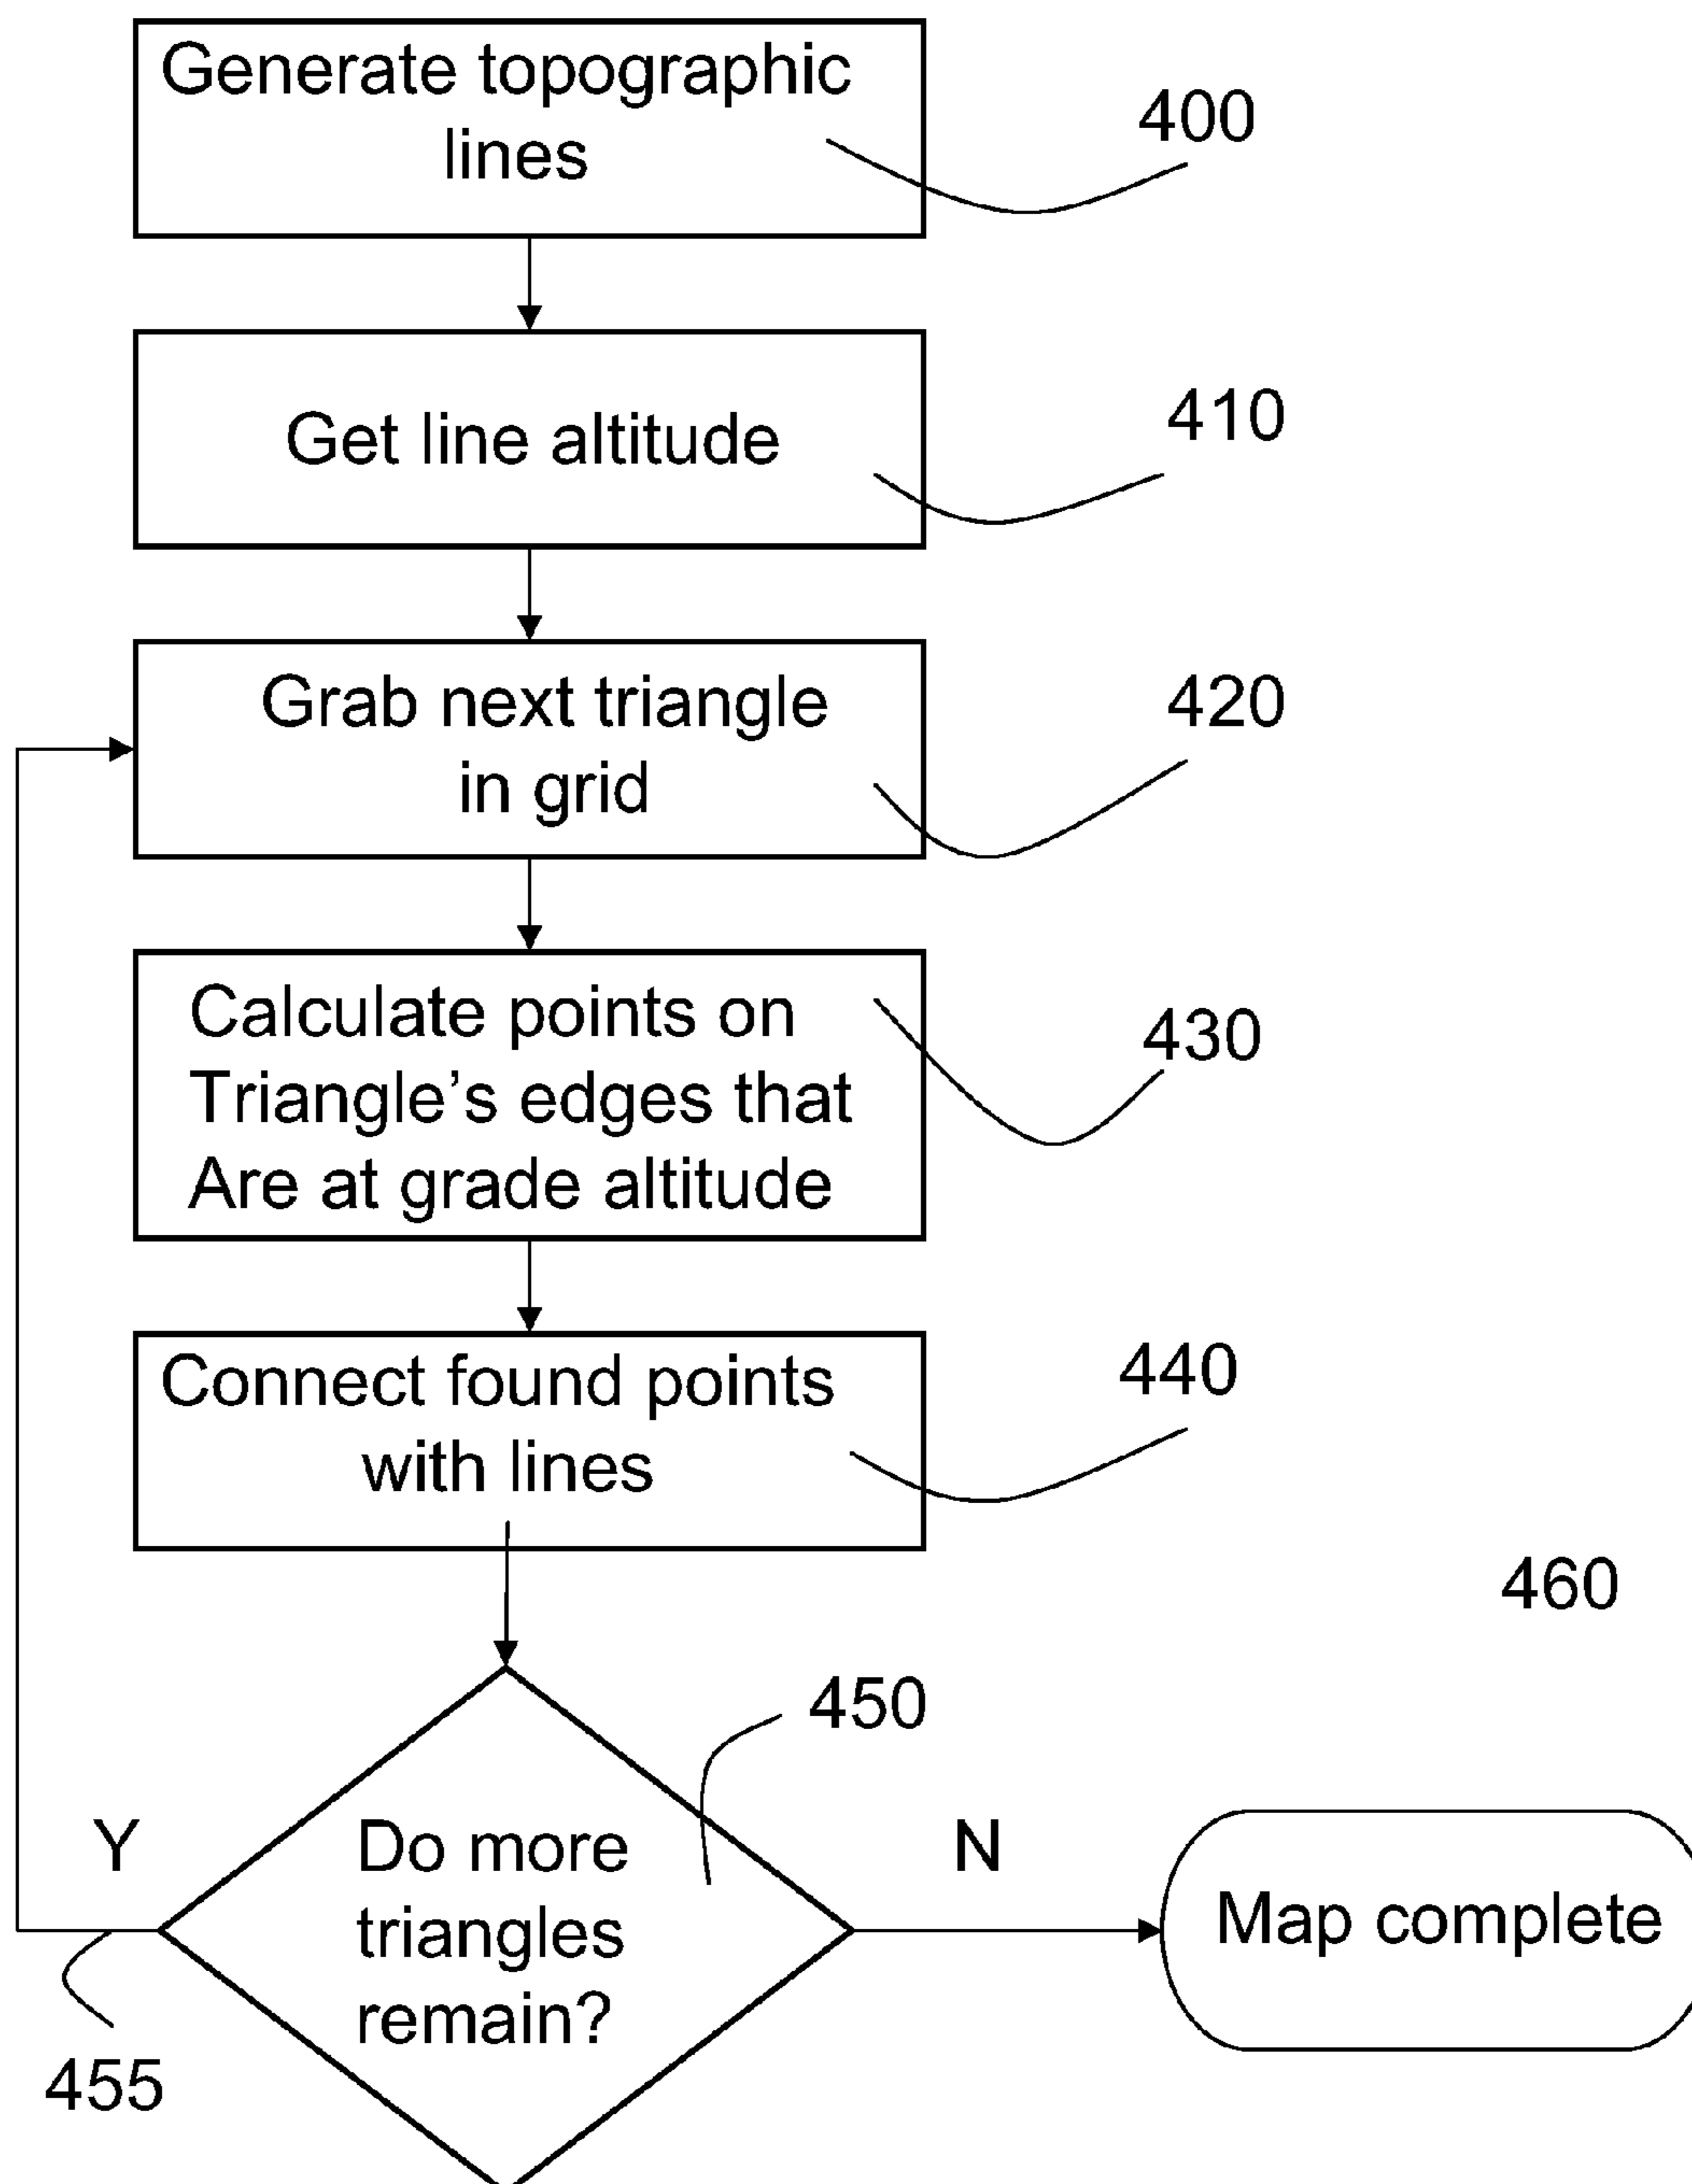 Generate topographic
lines
400
Get line altitude
410
Grab next triangle
in grid
420
Calculate points on
Triangle’s edges that
Are at grade altitude
430
Connect found points
with lines
440
460
450
Y
Do more
triangles
remain?
N
Map complete
455